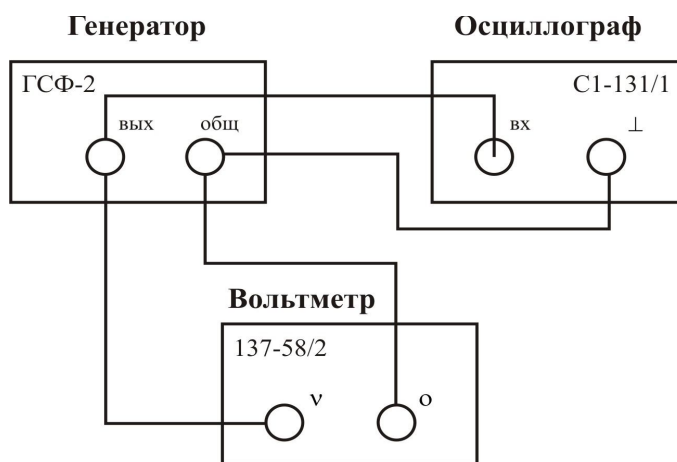 Генератор
Осциллограф
ГСФ-2
С1-131/1
вых
общ
вх
⊥
Вольтметр
137-58/2
ν
о